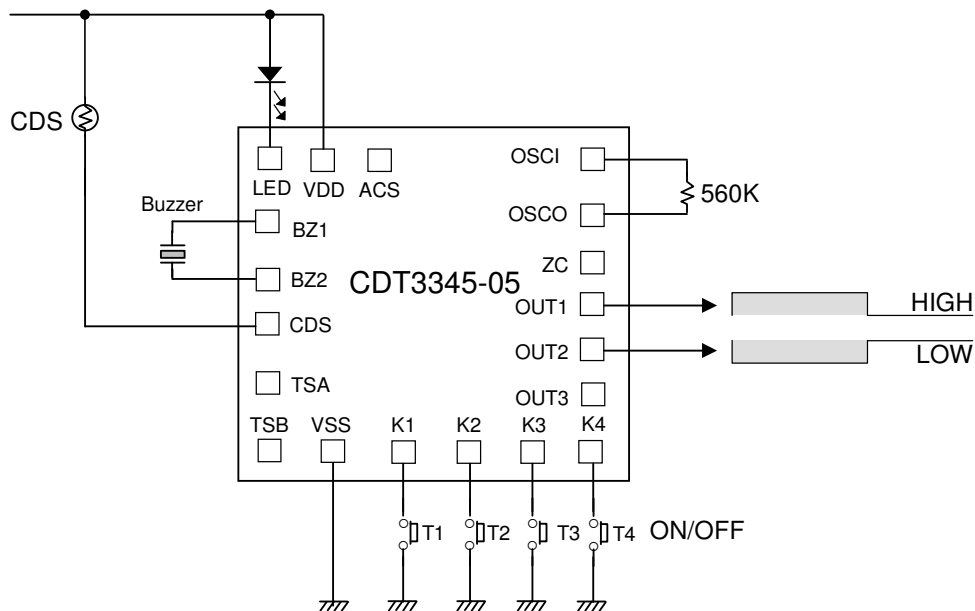 CDS
LED
VDD
ACS
OSCI
560K
OSCO
Buzzer
BZ1
BZ2
CDT3345-05
ZC
CDS
OUT1
HIGH
OUT2
LOW
TSA
OUT3
TSB
VSS
K1
K2
K3
K4
T1
T2
T3
T4
ON/OFF